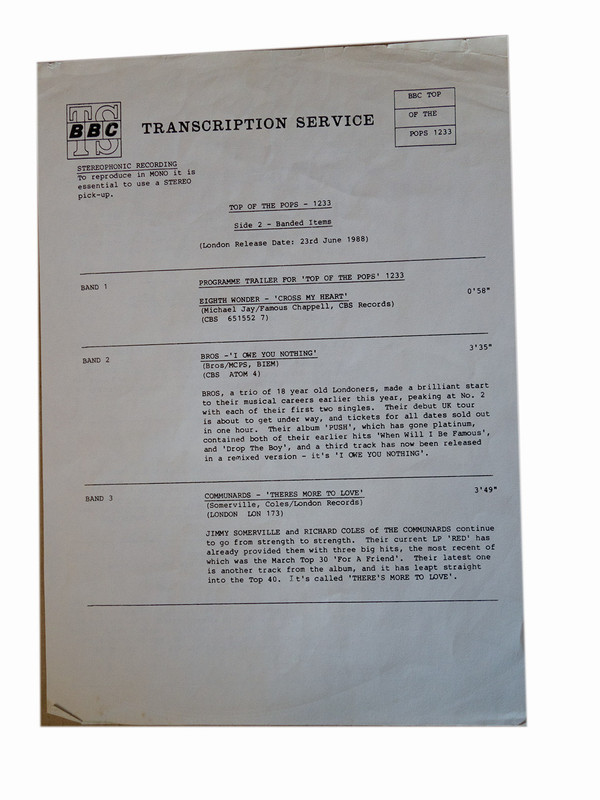 TS
BBC
TRANSCRIPTION SERVICE
BBC TOP
OF THE
POPS 1233
STEREOPHONIC RECORDING
To reproduce in MONO it is
essential to use a STEREO
pick-up.
TOP OF THE POPS - 1233
Side 2 - Banded Items
(London Release Date: 23rd June 1988)
BAND 1
PROGRAMME TRAILER FOR 'TOP OF THE POPS' 1233
0'58"
EIGHTH WONDER - 'CROSS MY HEART'
(Michael Jay/Famous Chappell, CBS Records)
(CBS 651552 7)
BAND 2
BROS -'I OWE YOU NOTHING'
3'35"
(Bros/MCPS, BIEM)
(CBS ATOM 4)
BROS, a trio of 18 year old Londoners, made a brilliant start
to their musical careers earlier this year, peaking at No. 2
with each of their first two singles. Their debut UK tour
is about to get under way, and tickets for all dates sold out
in one hour. Their album 'PUSH', which has gone platinum,
contained both of their earlier hits 'When Will I Be Famous',
and 'Drop The Boy', and a third track has now been released
in a remixed version - it's 'I OWE YOU NOTHING'.
BAND 3
COMMUNARDS - 'THERES MORE TO LOVE'
3'49"
(Somerville, Coles/London Records)
(LONDON LON 173)
JIMMY SOMERVILLE and RICHARD COLES of THE COMMUNARDS continue
to go from strength to strength. Their current LP 'RED' has
already provided them with three big hits, the most recent of
which was the March Top 30 'For A Friend'. Their latest one
is another track from the album, and it has leapt straight
into the Top 40. It's called 'THERE'S MORE TO LOVE'.